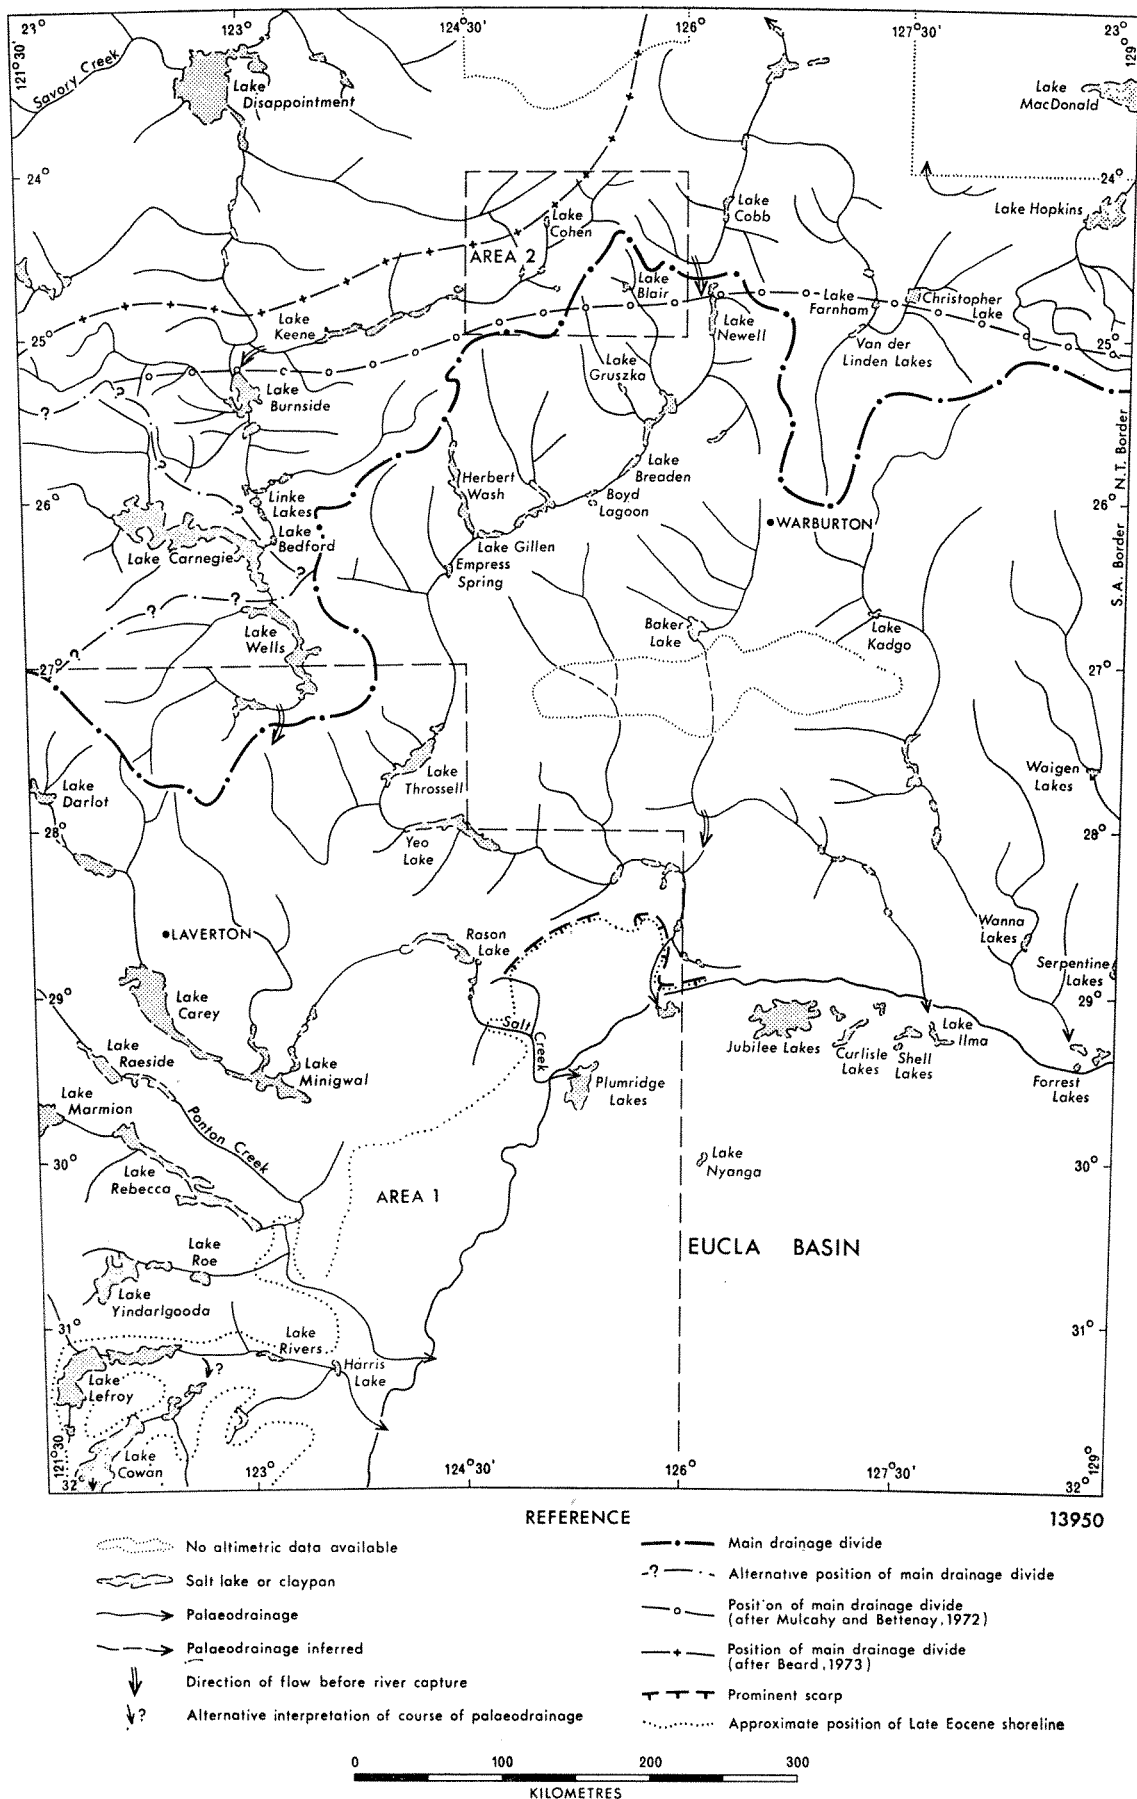 23°
123°
124°30'
126°
127°30'
23°
121°30'
129°
Savory Creek
Lake
Disappointment
Lake
MacDonald
24°
24°
Lake
Cobb
Lake Hopkins
Lake
Cohen
AREA 2
Lake
Blair
Lake
Farnham
Christopher
Lake
Lake
Keene
Lake
Newell
25°
25°
Van der
Linden Lakes
Lake
Gruszka
Lake
Burnside
?
?
N.T. Border
Lake
Breaden
Herbert
Wash
Linke
Lakes
Boyd
Lagoon
26°
26°
WARBURTON
Lake
Bedford
Lake Carnegie
Lake Gillen
Empress
Spring
S.A. Border
?
?
?
Baker
Lake
Lake
Kadgo
Lake
Wells
27°
?
27°
Lake
Throssell
Waigen
Lakes
Lake
Darlot
28°
28°
Yeo
Lake
LAVERTON
Rason
Lake
Wanna
Lakes
Serpentine
Lakes
29°
29°
Lake
Carey
Salt
Creek
Lake
Raeside
Lake
Minigwal
Jubilee Lakes
Curlisle
Lakes
Shell
Lakes
Lake
Ilma
Forrest
Lakes
Plumridge
Lakes
Lake
Marmion
Ponton Creek
30°
30°
Lake
Nyanga
Lake
Rebecca
AREA 1
Lake
Roe
EUCLA BASIN
Lake
Yindarlgooda
31°
31°
Lake
Rivers
Harris
Lake
?
Lake
Lefroy
Lake
Cowan
121°30
32°
123°
124°30'
126°
127°30'
32°
129°
REFERENCE
13950
No altimetric data available
Salt lake or claypan
Palaeodrainage
Palaeodrainage inferred
Direction of flow before river capture
? Alternative interpretation of course of palaeodrainage
Main drainage divide
? Alternative position of main drainage divide
Position of main drainage divide
(after Mulcahy and Bettenay, 1972)
Position of main drainage divide
(after Beard, 1973)
Prominent scarp
Approximate position of Late Eocene shoreline
0 100 200 300
KILOMETRES